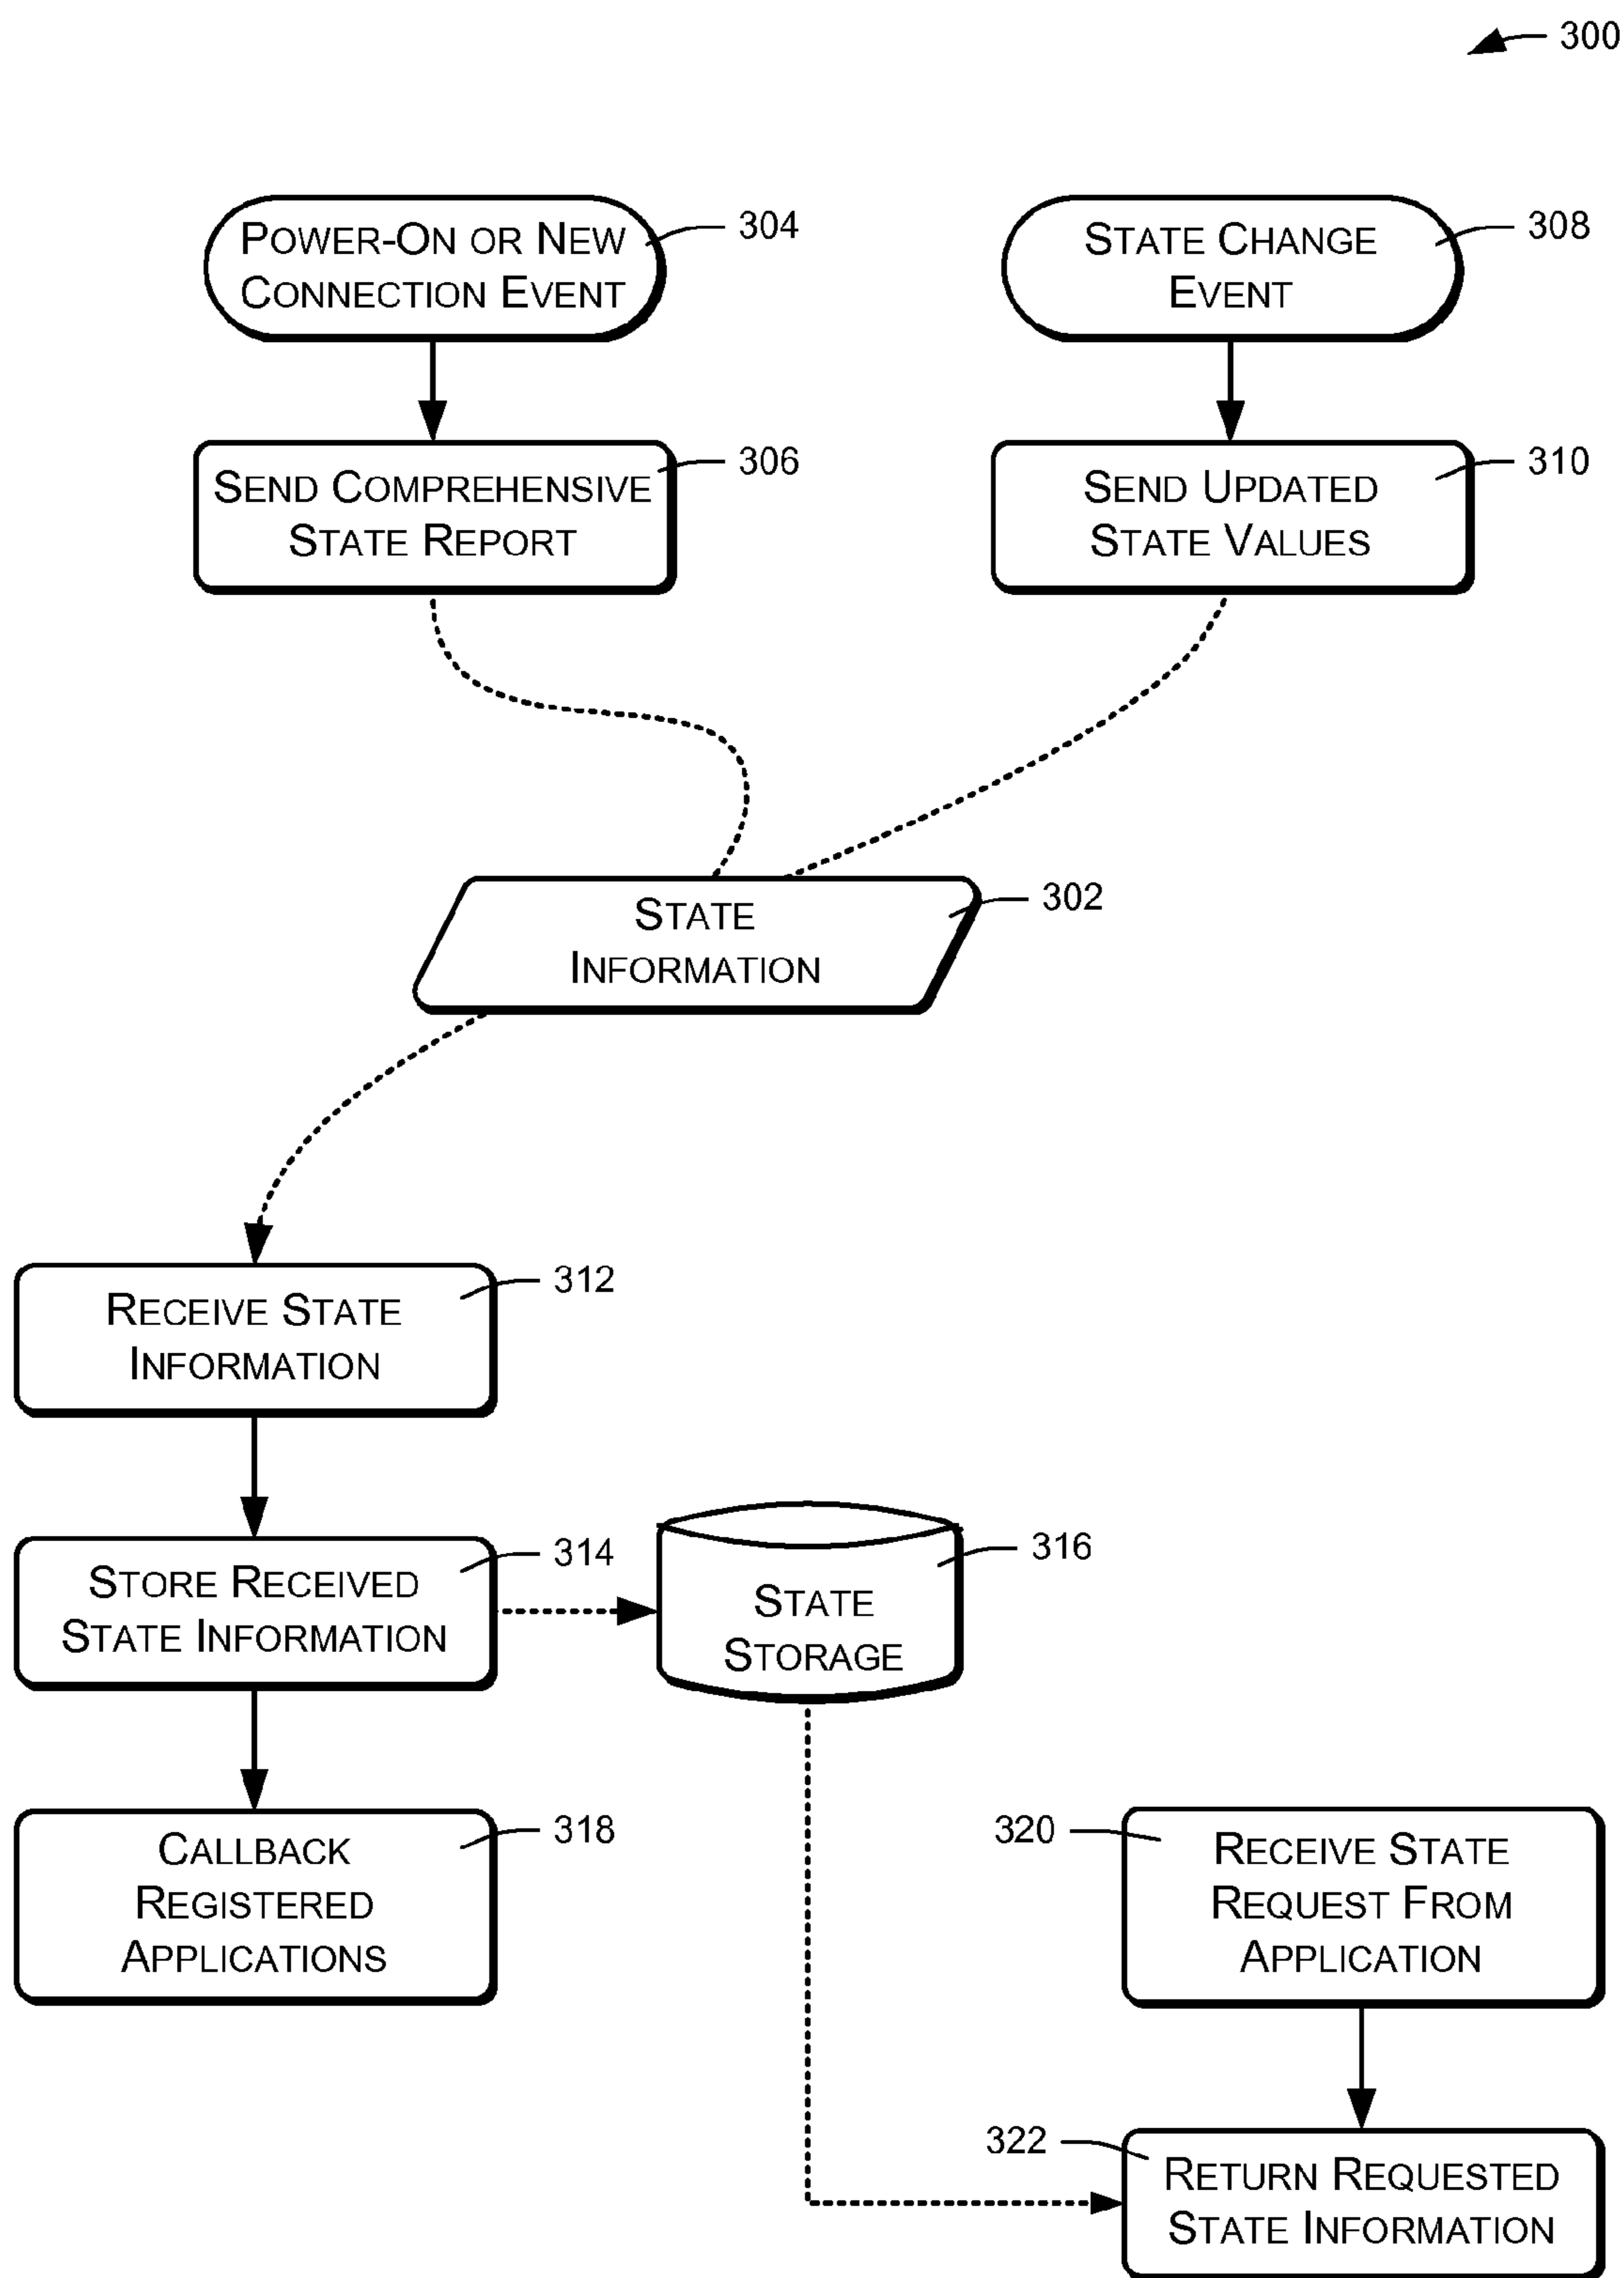 300
POWER-ON OR NEW
CONNECTION EVENT
304
STATE CHANGE
EVENT
308
SEND COMPREHENSIVE
STATE REPORT
306
SEND UPDATED
STATE VALUES
310
STATE
INFORMATION
302
RECEIVE STATE
INFORMATION
312
STORE RECEIVED
STATE INFORMATION
314
STATE
STORAGE
316
CALLBACK
REGISTERED
APPLICATIONS
318
320
RECEIVE STATE
REQUEST FROM
APPLICATION
322
RETURN REQUESTED
STATE INFORMATION